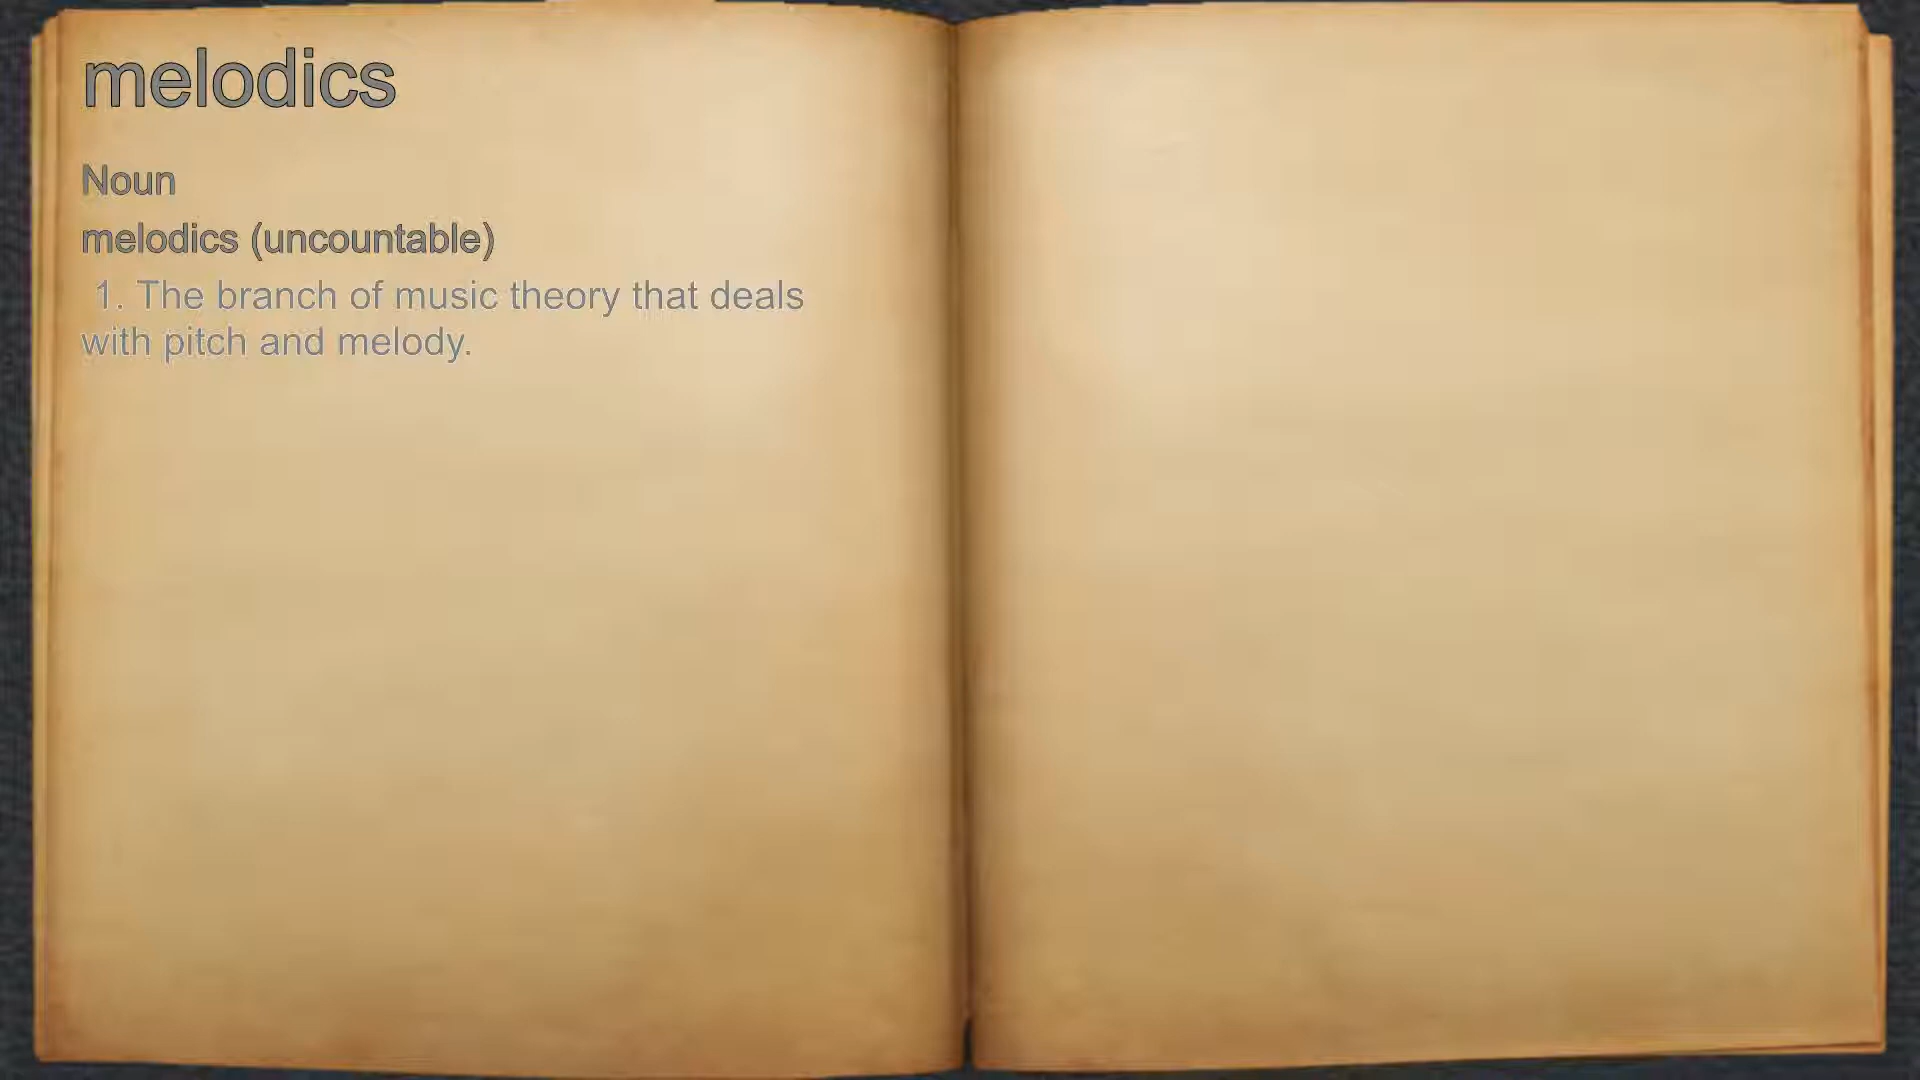 melodics
Noun
melodics (uncountable)
1. The branch of music theory that deals
with pitch and melody.